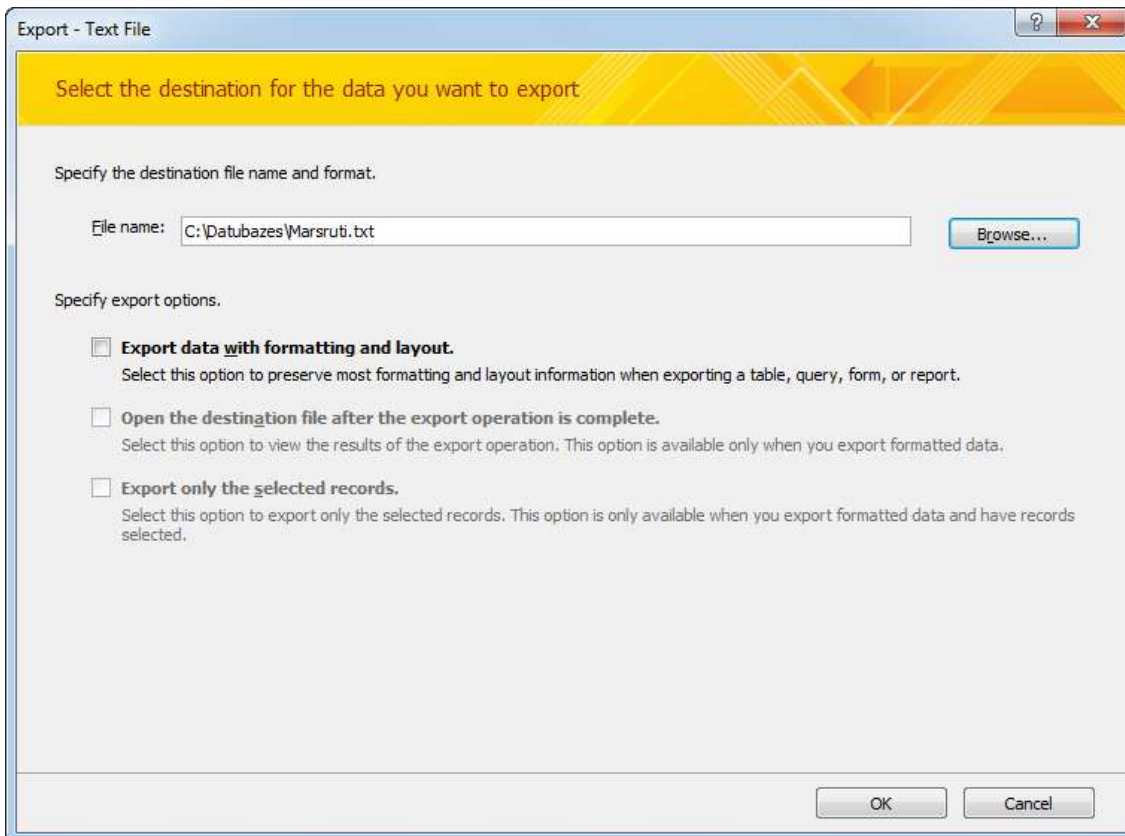 Export - Text File
Select the destination for the data you want to export
Specify the destination file name and format.
File name: C:\Datubazes\Marsruti.txt Browse...
Specify export options.
Export data with formatting and layout.
Select this option to preserve most formatting and layout information when exporting a table, query, form, or report.
Open the destination file after the export operation is complete.
Select this option to view the results of the export operation. This option is available only when you export formatted data.
Export only the selected records.
Select this option to export only the selected records. This option is only available when you export formatted data and have records
selected.
OK Cancel